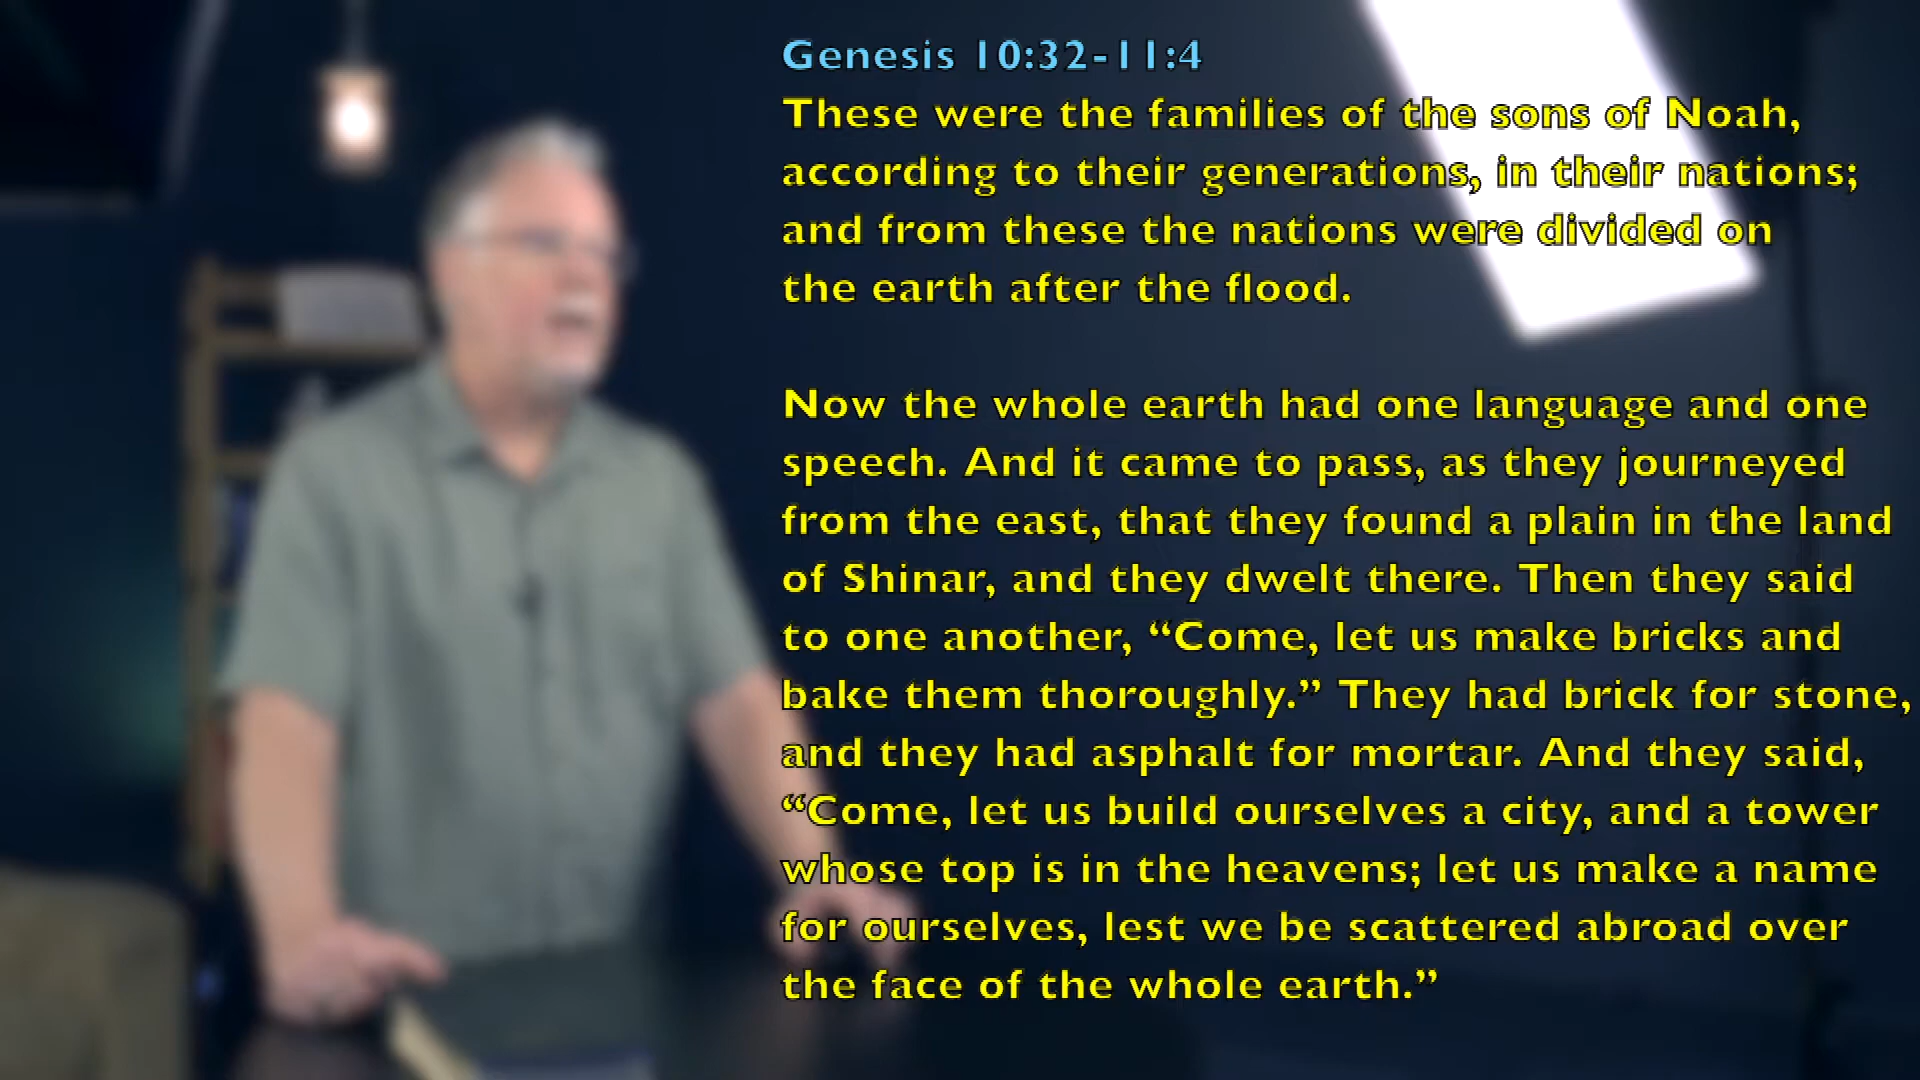 Genesis 10:32-11:4
These were the families of the sons of Noah,
according to their generations, in their nations;
and from these the nations were divided on
the earth after the flood.
Now the whole earth had one language and one
speech. And it came to pass, as they journeyed
from the east, that they found a plain in the land
of Shinar, and they dwelt there. Then they said
to one another, “Come, let us make bricks and
bake them thoroughly.” They had brick for stone,
and they had asphalt for mortar. And they said,
“Come, let us build ourselves a city, and a tower
whose top is in the heavens; let us make a name
for ourselves, lest we be scattered abroad over
the face of the whole earth.”